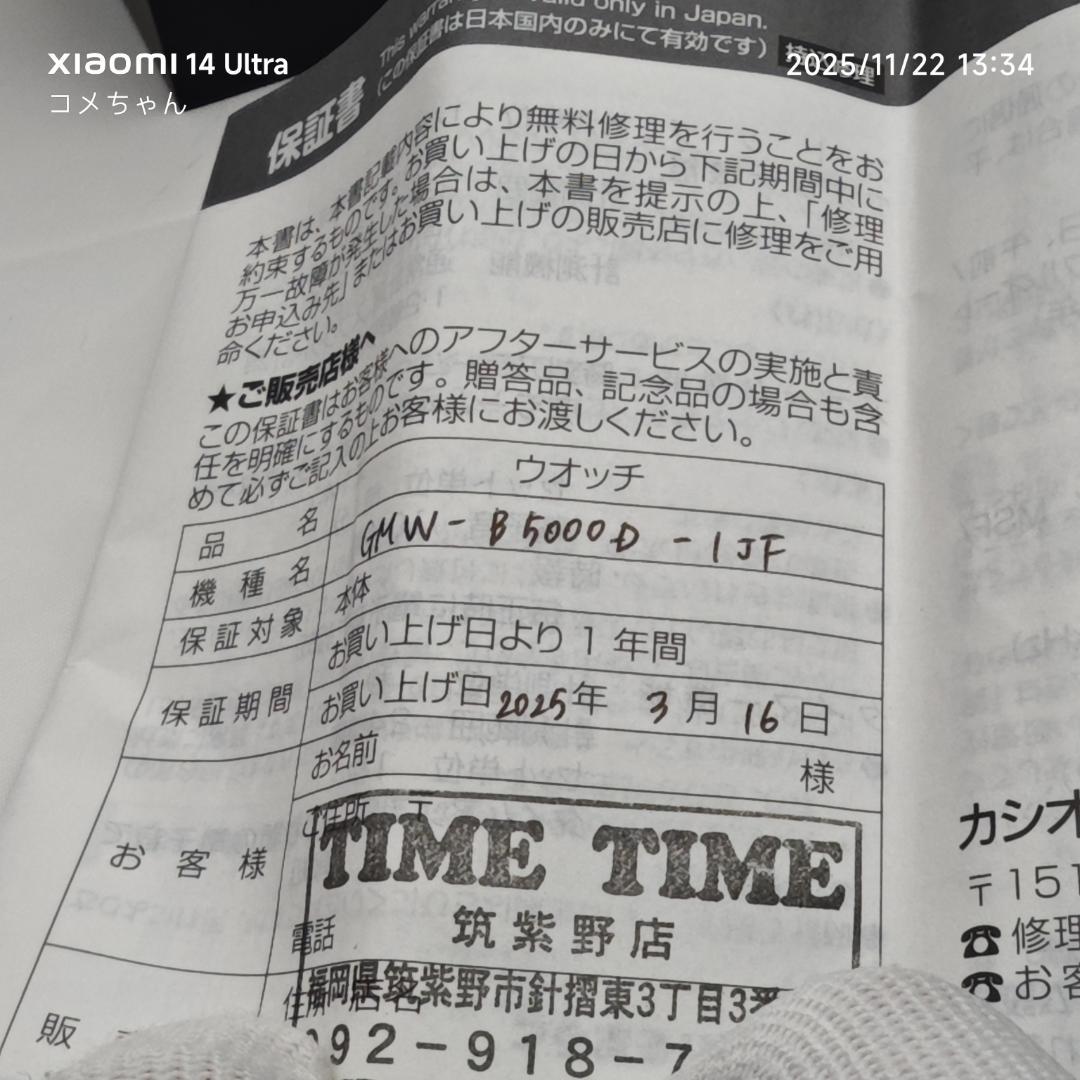 XIAOMI 14 Ultra
コメちゃん
2025/11/22 13:34
only in Japan.
保証書
(この保証書は日本国内のみにて有効です)
本書は、本書記載内容により無料修理を行うことをお
約束するものです。お買い上げの日から下記期間中に
万一故障が発生した場合は、本書を提示の上、「修理
お申込み先」またはお買い上げの販売店に修理をご用
命ください。
★ご販売店様へ
この保証書はお客様へのアフターサービスの実施と責
任を明確にするものです。贈答品、記念品の場合も含
めて必ずご記入の上お客様にお渡しください。
品名 ウオッチ
機種名 GMW-B5000D-1JF
保証対象 本体
保証期間 お買い上げ日より1年間
お買い上げ日2025年 3月 16日
お客様 お名前 様
ご住所 〒
TIME TIME
筑紫野店
電話
福岡県筑紫野市針摺東3丁目3番
住所・店名
92-918-7
販
カシオ
〒151
☎修理
☎お客